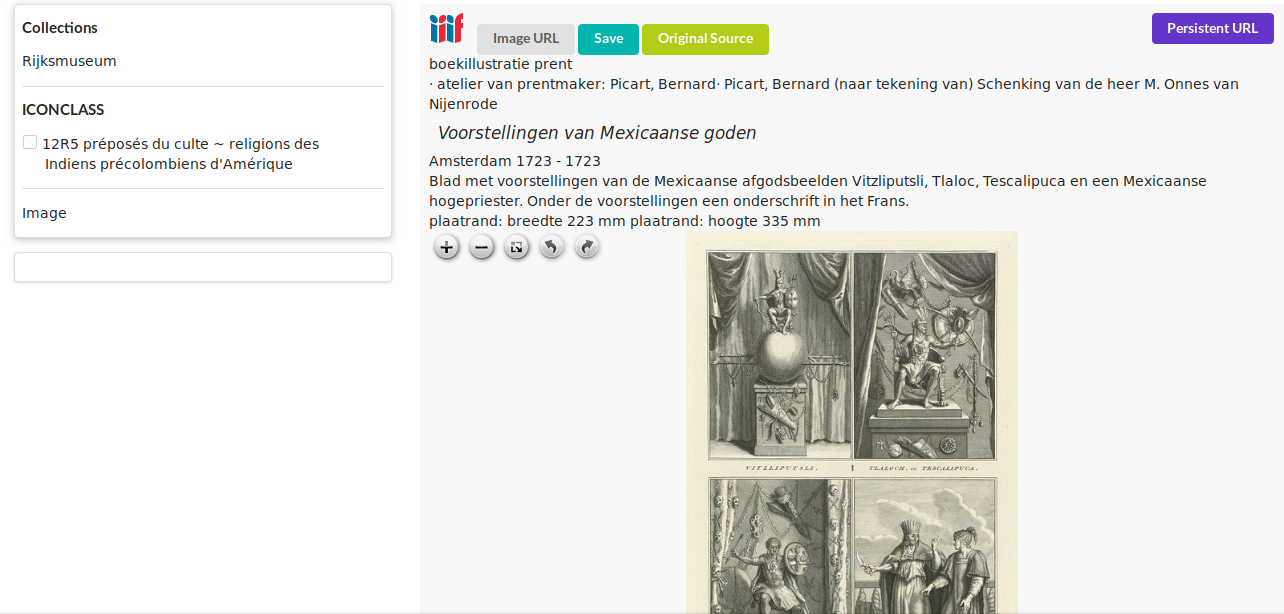 Collections
Rijksmuseum
ICONCLASS
12R5 préposés du culte ~ religions des
Indiens précolombiens d'Amérique
Image
iiif
Image URL
Save
Original Source
Persistent URL
boekillustratie prent
· atelier van prentmaker: Picart, Bernard· Picart, Bernard (naar tekening van) Schenking van de heer M. Onnes van
Nijenrode
Voorstellingen van Mexicaanse goden
Amsterdam 1723 - 1723
Blad met voorstellingen van de Mexicaanse afgodsbeelden Vitzliputsli, Tlaloc, Tescalipuca en een Mexicaanse
hogepriester. Onder de voorstellingen een onderschrift in het Frans.
plaatrand: breedte 223 mm plaatrand: hoogte 335 mm
VITZLIPUTSLI.
TLALOCH, ou TESCALIPUCA.